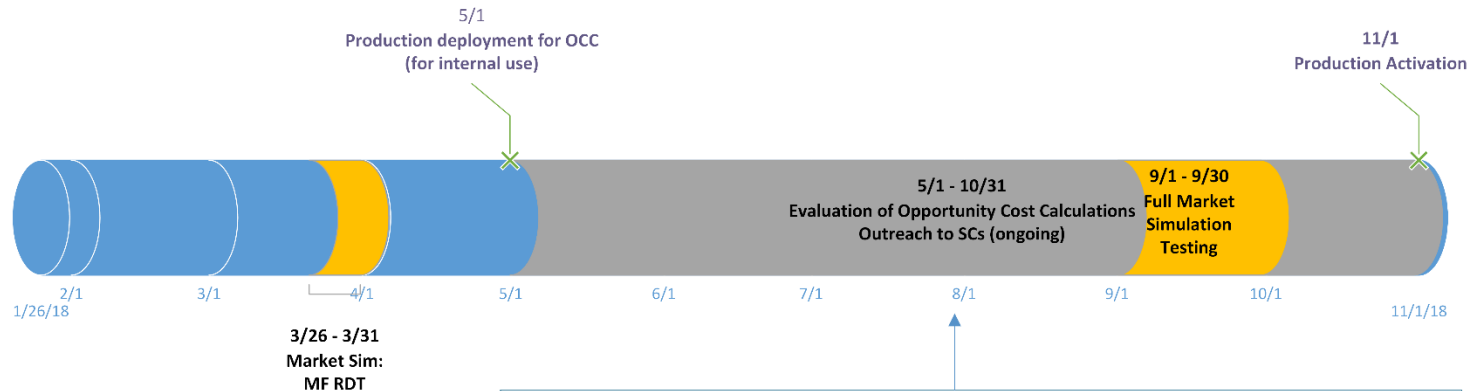 5/1
Production deployment for OCC
(for internal use)
11/1
Production Activation
5/1 - 10/31
Evaluation of Opportunity Cost Calculations
Outreach to SCs (ongoing)
9/1 - 9/30
Full Market
Simulation
Testing
2/1
3/1
4/1
5/1
6/1
7/1
8/1
9/1
10/1
1/26/18
11/1/18
3/26 - 3/31
Market Sim:
MF RDT